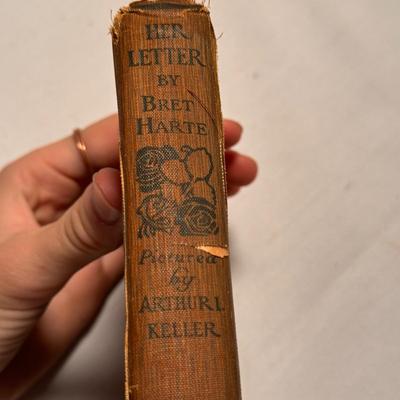 HER
LETTER
BY
BRET
HARTE
Pictured
by
ARTHUR I.
KELLER